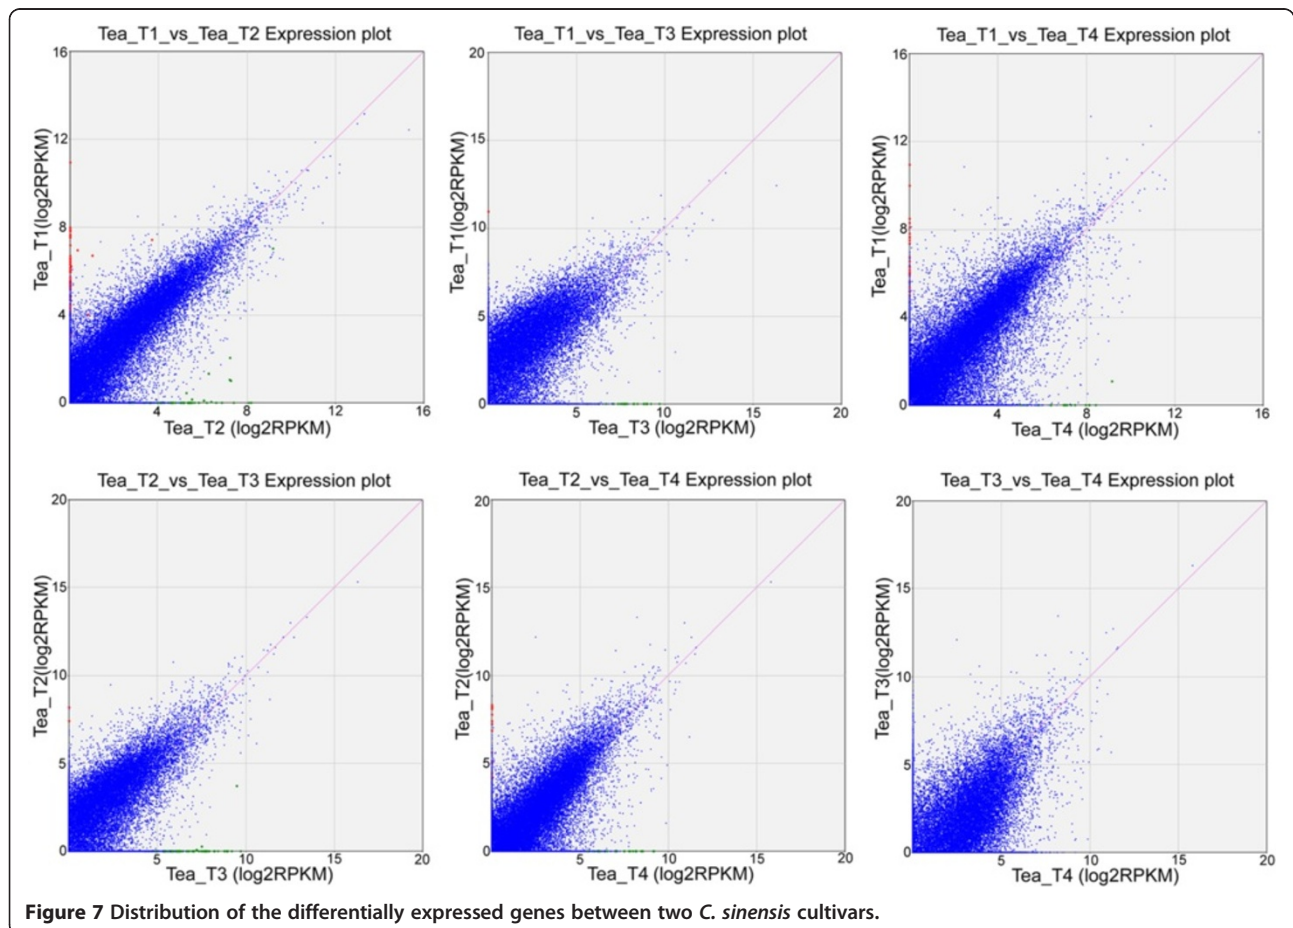 Tea_T1_vs_Tea_T2 Expression plot
16
12
8
4
0
4
8
12
16
Tea_T1(log2RPKM)
Tea_T2 (log2RPKM)
Tea_T1_vs_Tea_T3 Expression plot
20
15
10
5
0
5
10
15
20
Tea_T1(log2RPKM)
Tea_T3 (log2RPKM)
Tea_T1_vs_Tea_T4 Expression plot
16
12
8
4
0
4
8
12
16
Tea_T1(log2RPKM)
Tea_T4 (log2RPKM)
Tea_T2_vs_Tea_T3 Expression plot
20
15
10
5
0
5
10
15
20
Tea_T2(log2RPKM)
Tea_T3 (log2RPKM)
Tea_T2_vs_Tea_T4 Expression plot
20
15
10
5
0
5
10
15
20
Tea_T2(log2RPKM)
Tea_T4 (log2RPKM)
Tea_T3_vs_Tea_T4 Expression plot
20
15
10
5
0
5
10
15
20
Tea_T3(log2RPKM)
Tea_T4 (log2RPKM)
Figure 7 Distribution of the differentially expressed genes between two C. sinensis cultivars.